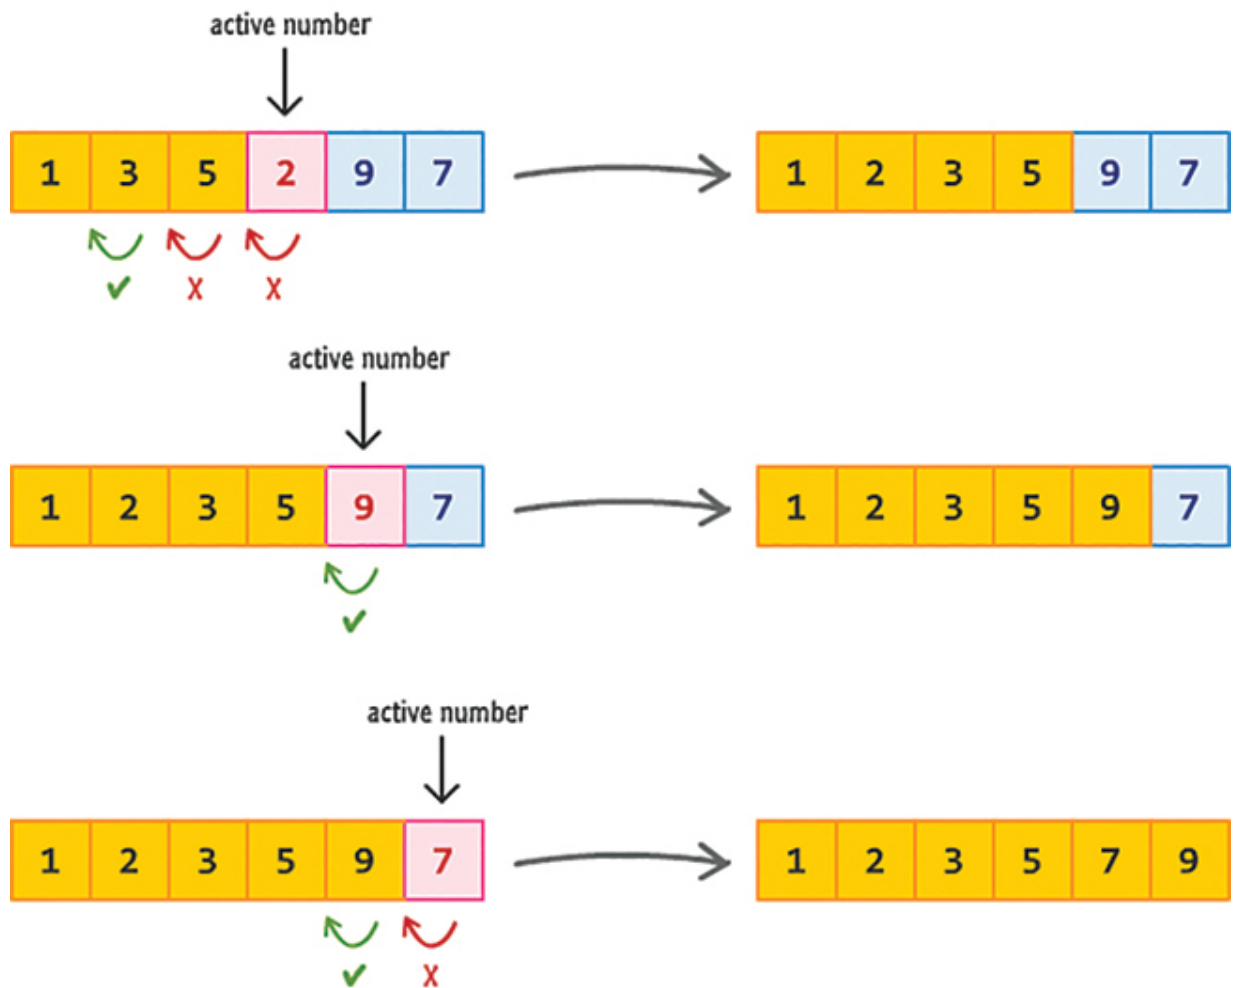 active number
1 3 5 2 9 7 1 2 3 5 9 7
✔ X X
active number
1 2 3 5 9 7 1 2 3 5 9 7
✔
active number
1 2 3 5 9 7 1 2 3 5 7 9
✔ X